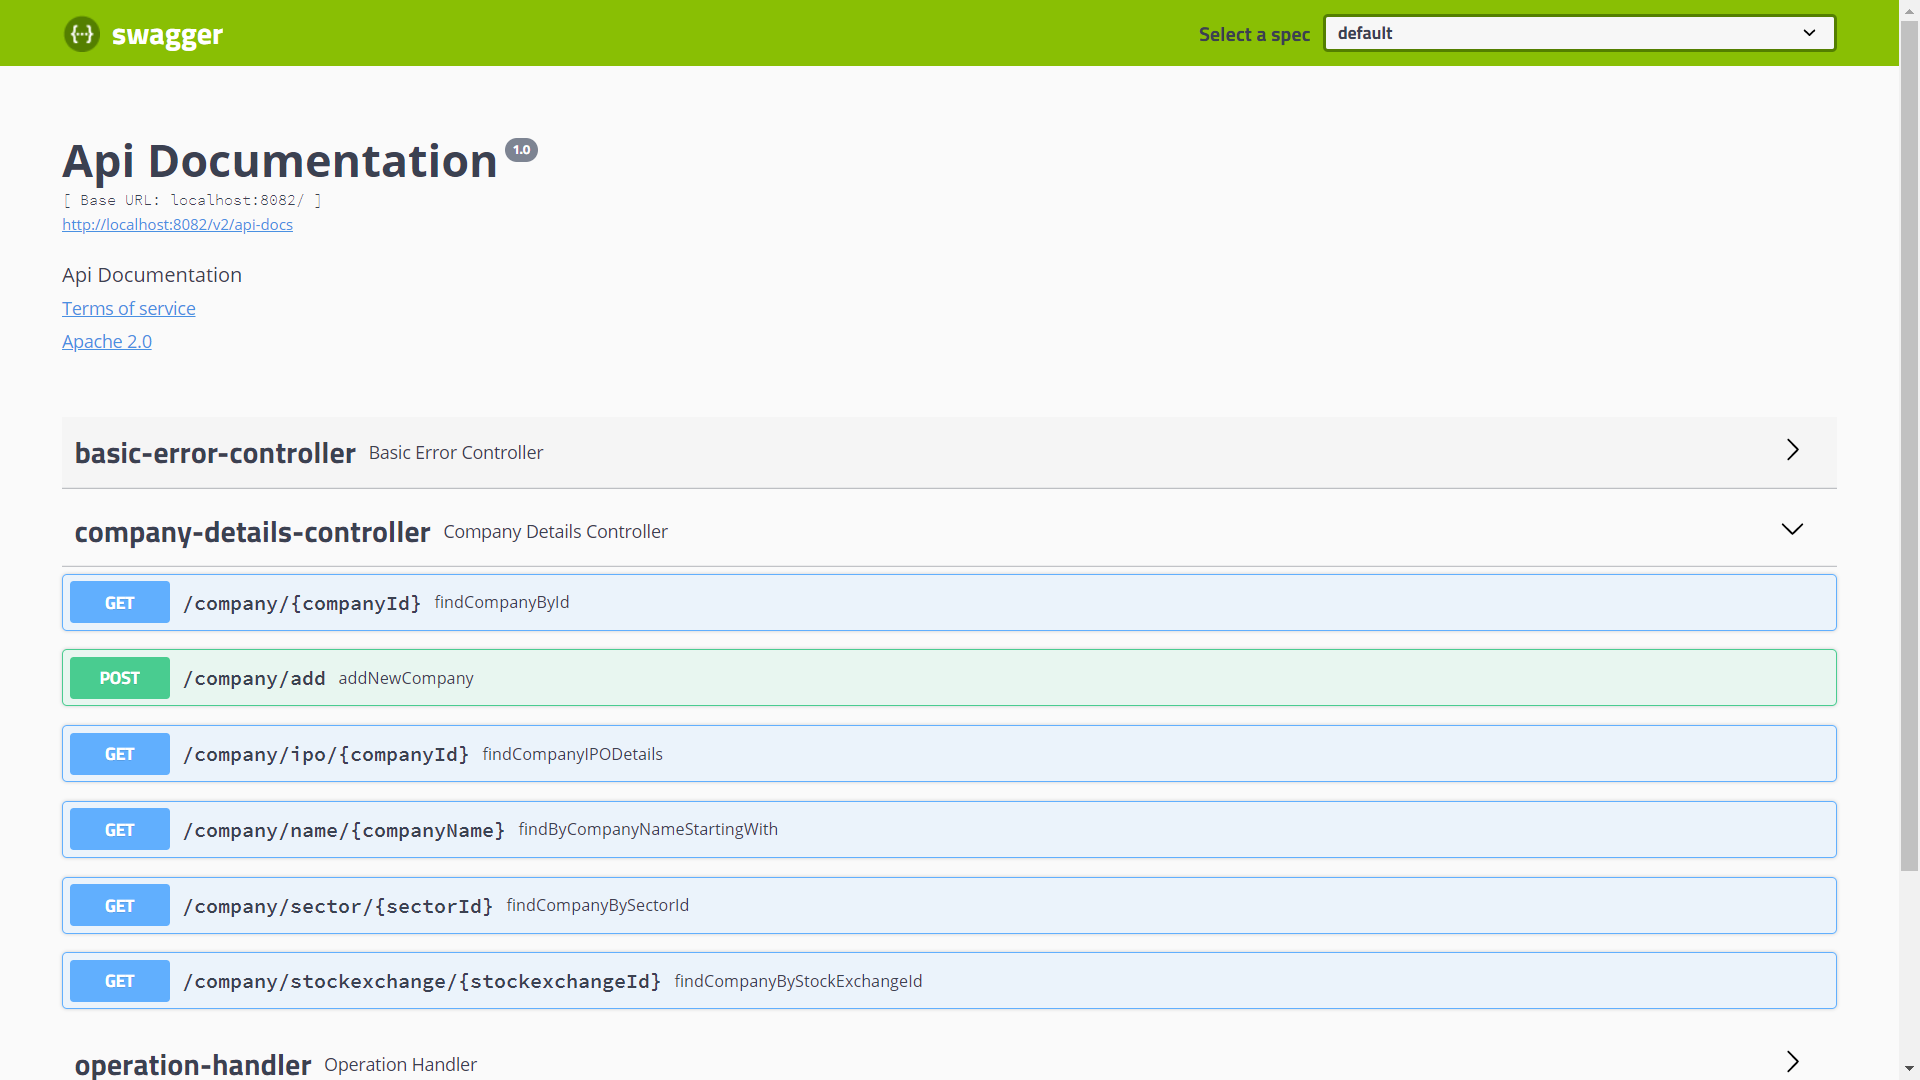 swagger
Select a spec default
Api Documentation 1.0
[ Base URL: localhost:8082/ ]
http://localhost:8082/v2/api-docs
Api Documentation
Terms of service
Apache 2.0
basic-error-controller Basic Error Controller
company-details-controller Company Details Controller
GET /company/{companyId} findCompanyById
POST /company/add addNewCompany
GET /company/ipo/{companyId} findCompanyIPODetails
GET /company/name/{companyName} findByCompanyNameStartingWith
GET /company/sector/{sectorId} findCompanyBySectorId
GET /company/stockexchange/{stockexchangeId} findCompanyByStockExchangeId
operation-handler Operation Handler